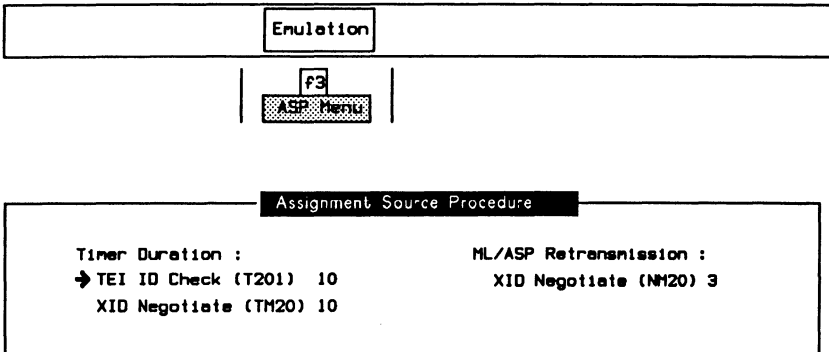 Emulation
f3
ASP Menu
Assignment Source Procedure
Timer Duration :
➔ TEI ID Check (T201) 10
XID Negotiate (TM20) 10
ML/ASP Retransmission :
XID Negotiate (NM20) 3